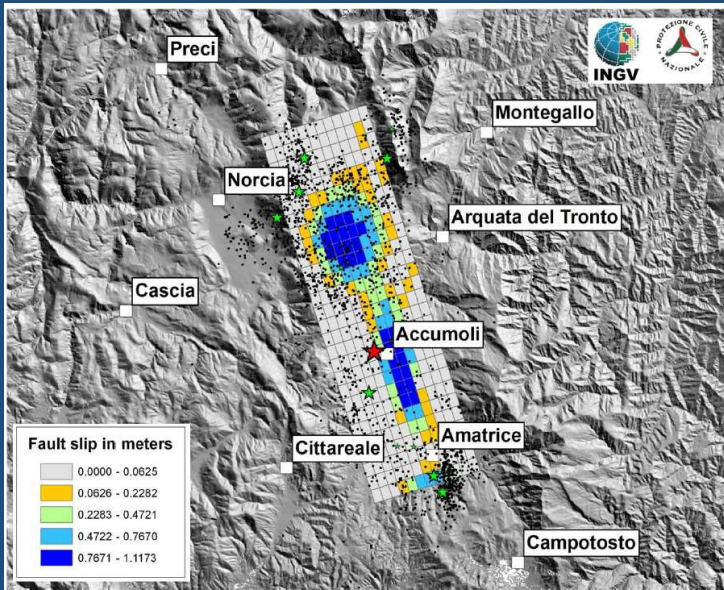 Preci
INGV
PROTEZIONE CIVILE
NAZIONALE
Montegallo
Norcia
Arquata del Tronto
Cascia
Accumoli
Fault slip in meters
0.0000 - 0.0625
0.0626 - 0.2282
0.2283 - 0.4721
0.4722 - 0.7670
0.7671 - 1.1173
Cittareale
Amatrice
Campotosto